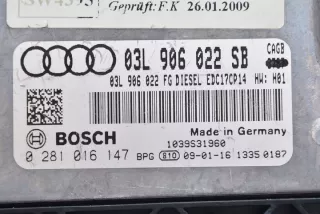 Geprüft: F.K 26.01.2009
03L 906 022 SB
CAGB
03L 906 022 FG DIESEL EDC17CP14 HW: H01
BOSCH
Made in Germany
1039S31960
0 281 016 147 BPG 810 09-01-16 1335 0187